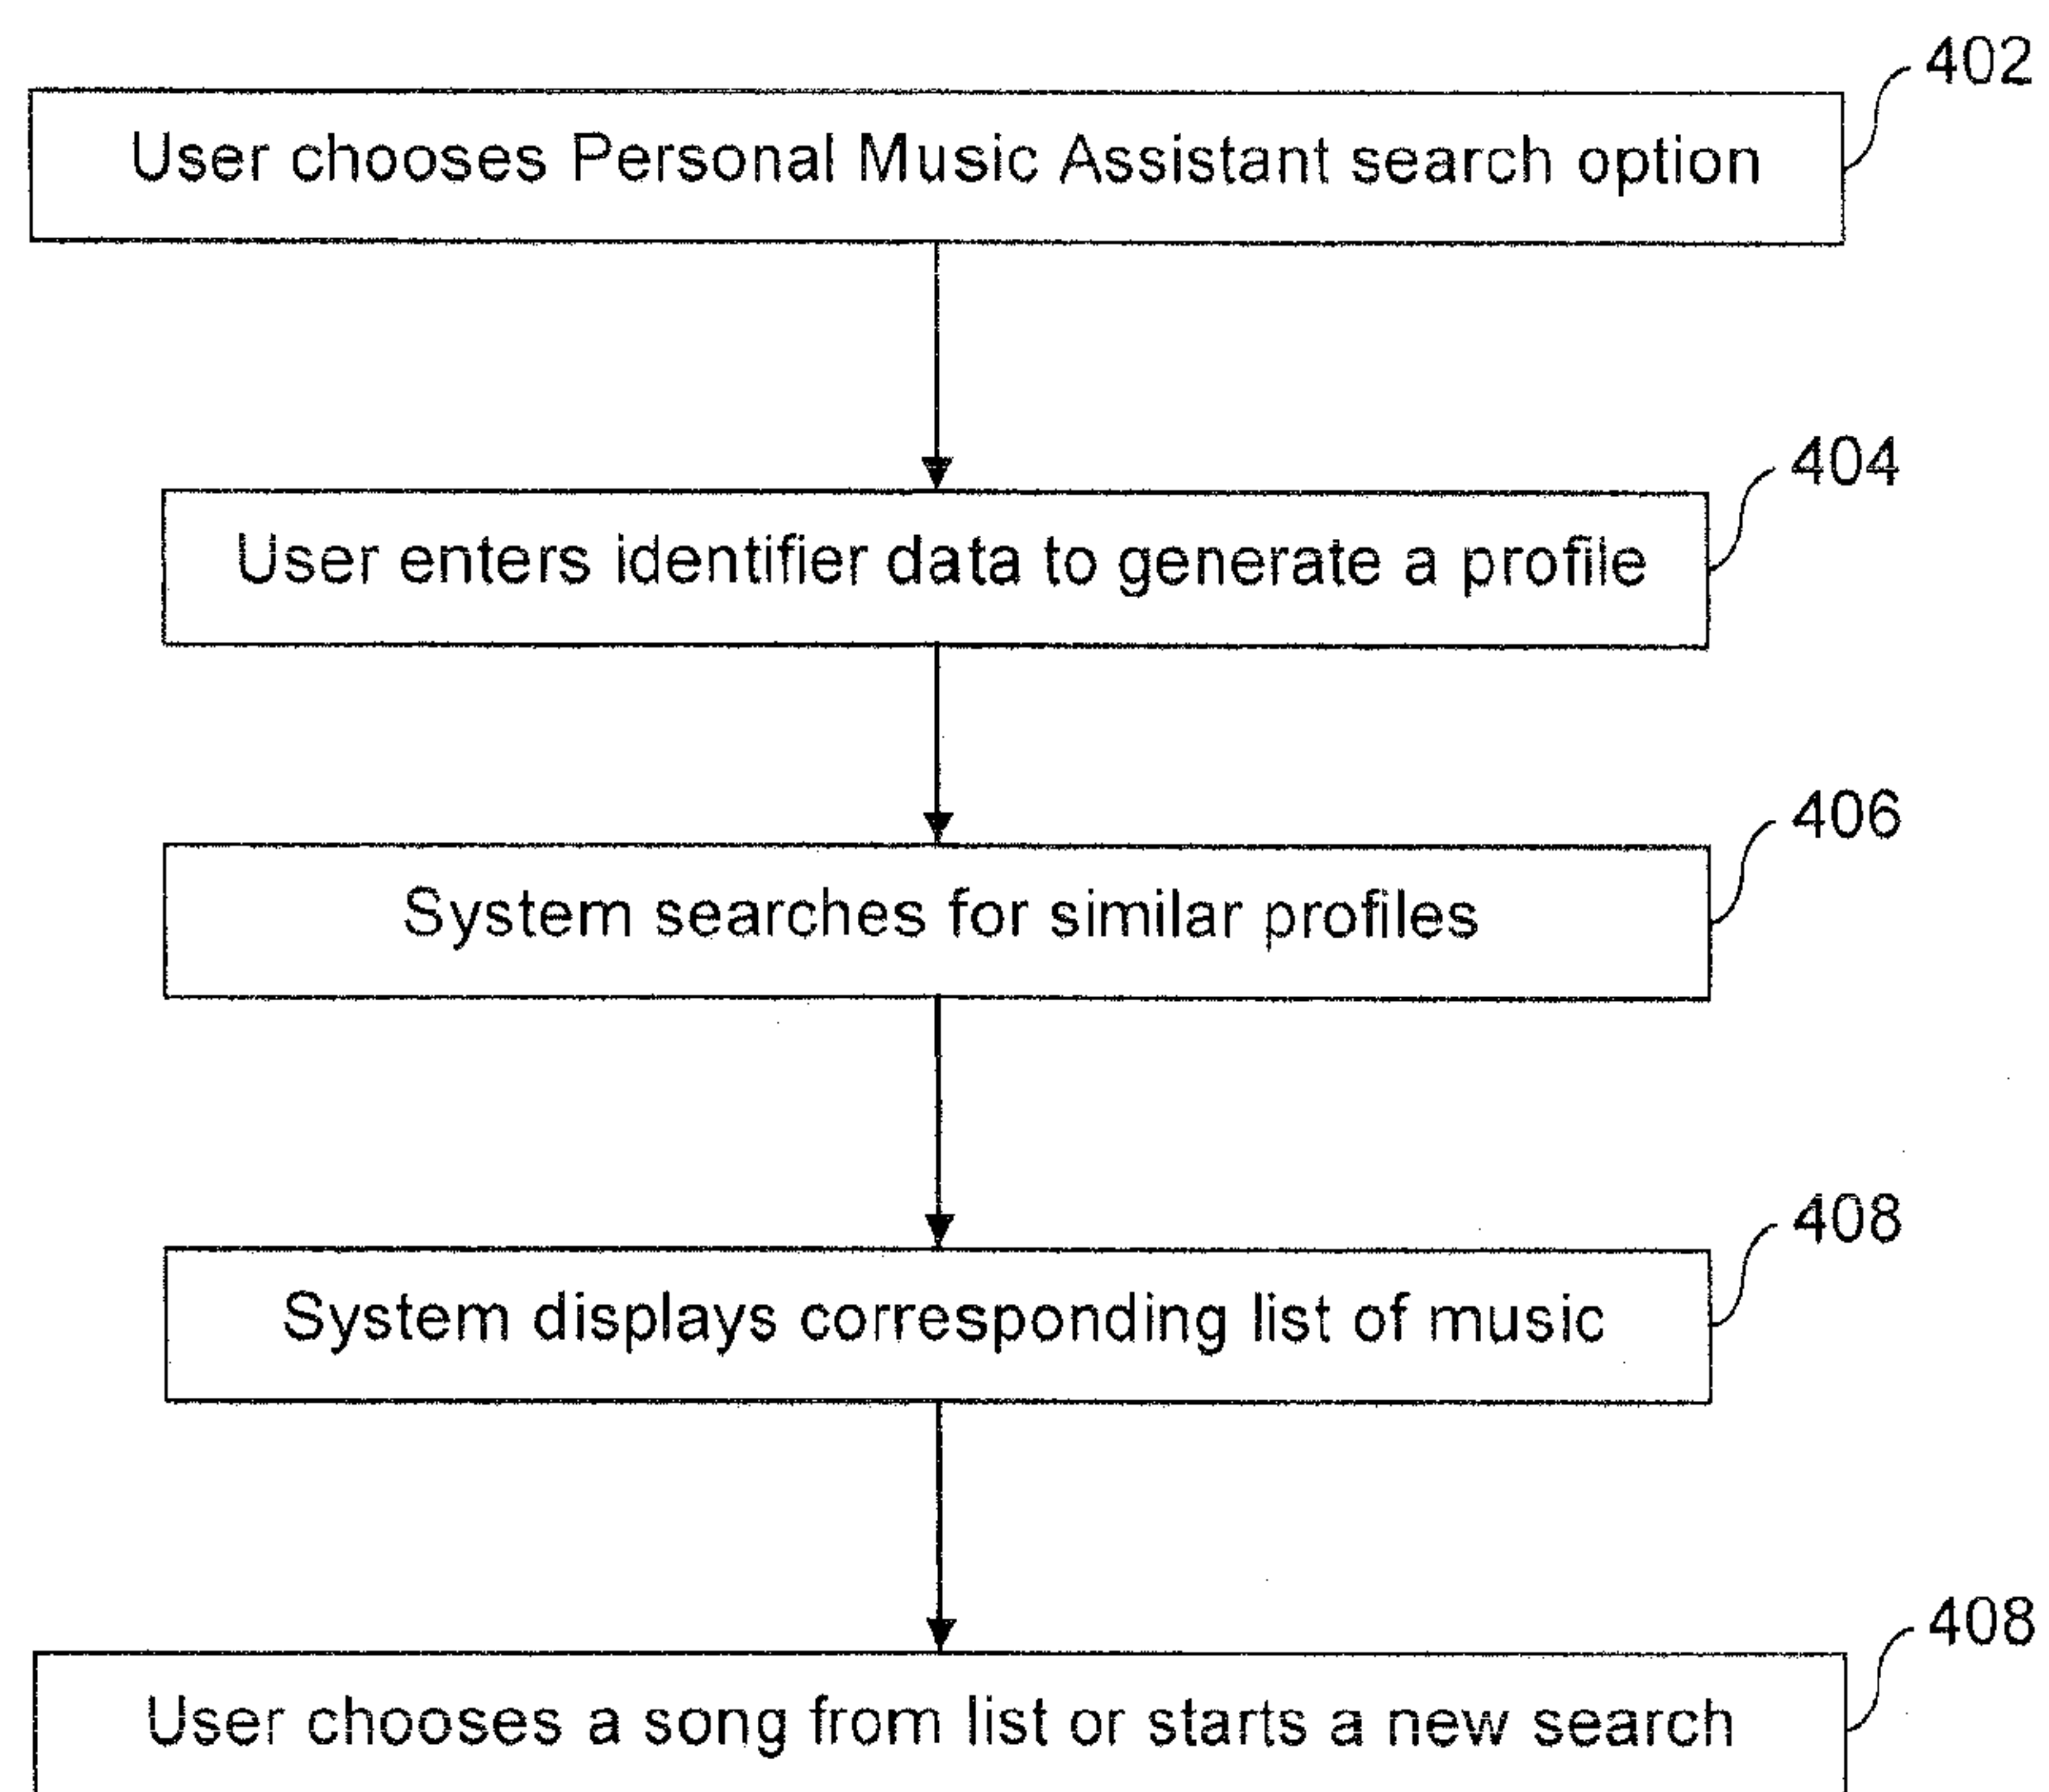 402
User chooses Personal Music Assistant search option
404
User enters identifier data to generate a profile
406
System searches for similar profiles
408
System displays corresponding list of music
408
User chooses a song from list or starts a new search